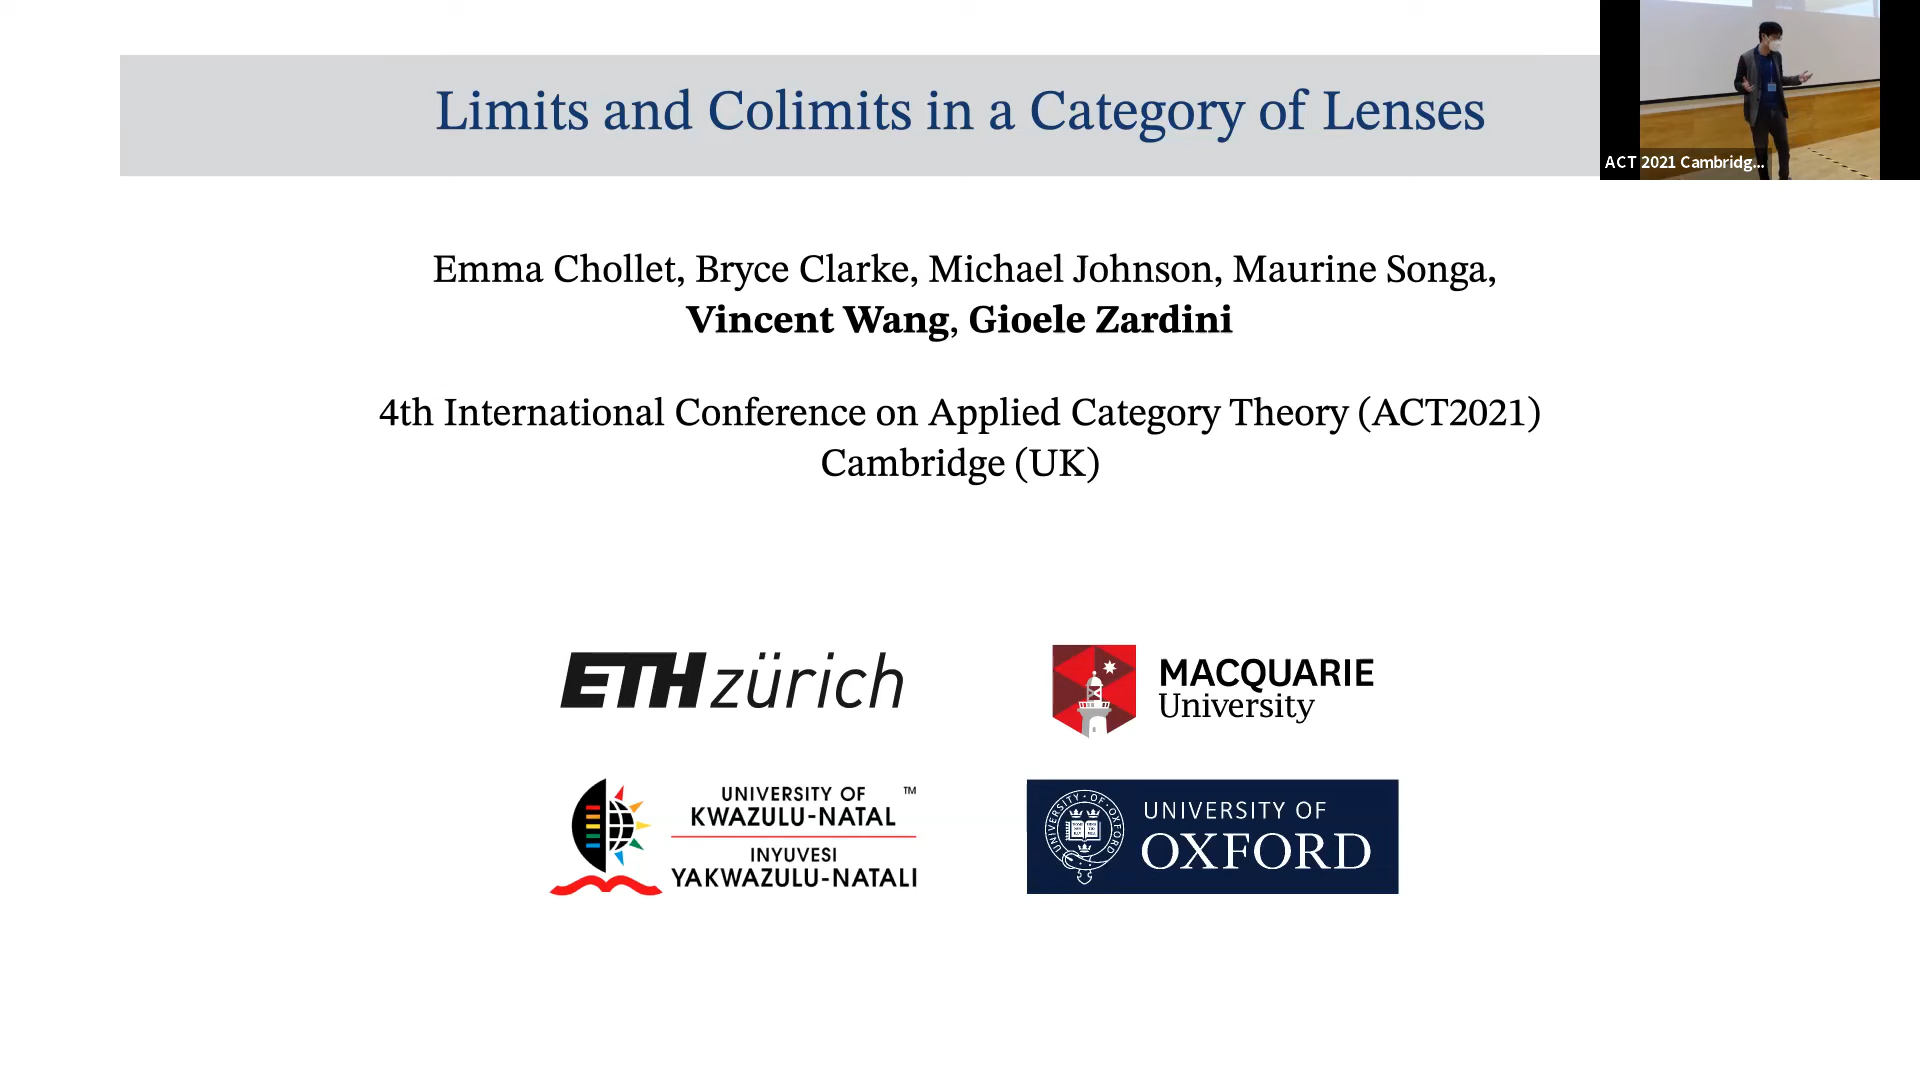 Limits and Colimits in a Category of Lenses
ACT 2021 Cambridg...
Emma Chollet, Bryce Clarke, Michael Johnson, Maurine Songa,
Vincent Wang, Gioele Zardini
4th International Conference on Applied Category Theory (ACT2021)
Cambridge (UK)
ETH zürich
MACQUARIE
University
UNIVERSITY OF TM
KWAZULU-NATAL
INYUVESI
YAKWAZULU-NATALI
UNIVERSITY OF
OXFORD